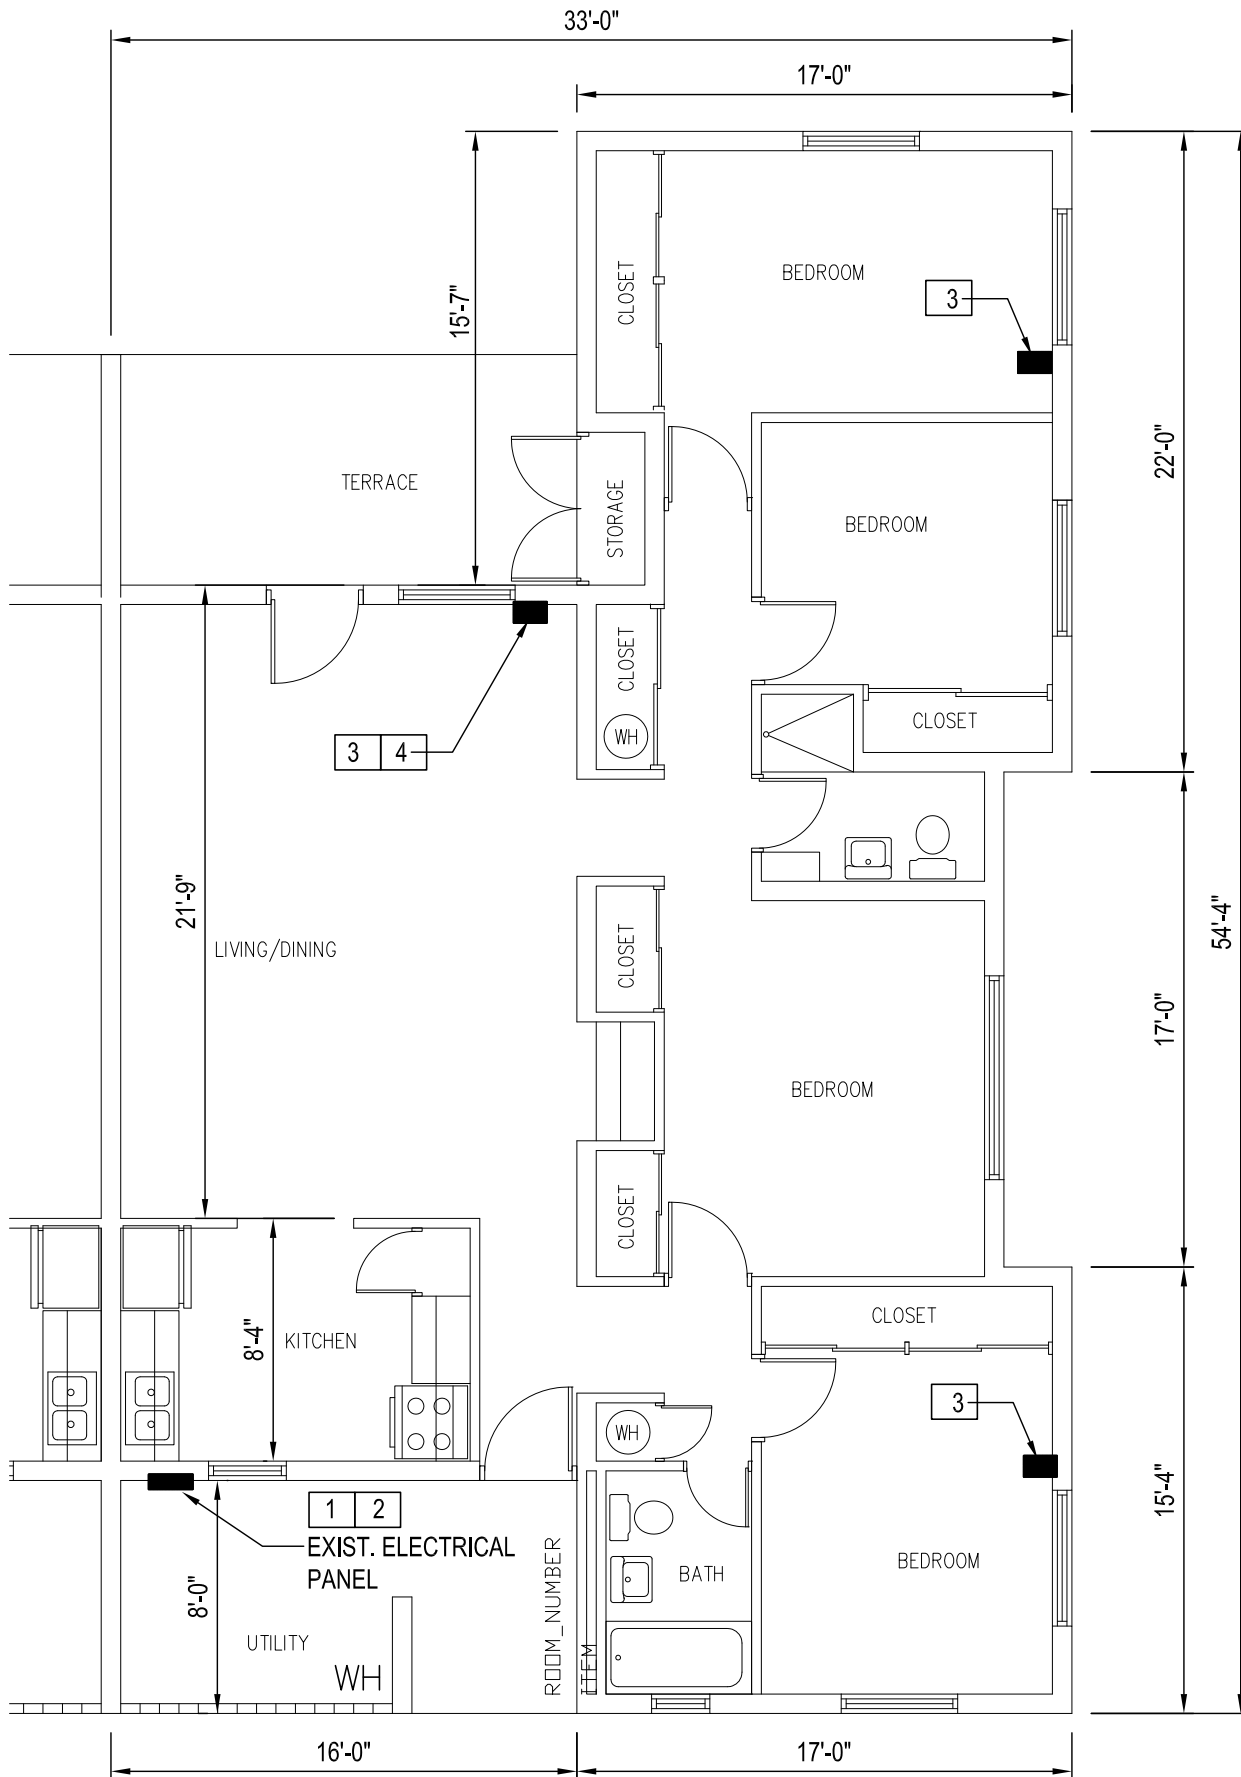 33'-0"
17'-0"
15'-7"
CLOSET
BEDROOM
3
22'-0"
TERRACE
STORAGE
BEDROOM
CLOSET
WH
3 4
CLOSET
21'-9"
LIVING/DINING
CLOSET
54'-4"
17'-0"
BEDROOM
CLOSET
CLOSET
8'-4"
KITCHEN
WH
3
15'-4"
1 2
EXIST. ELECTRICAL
PANEL
ROOM_NUMBER
ITEM
BATH
BEDROOM
8'-0"
UTILITY
WH
16'-0"
17'-0"